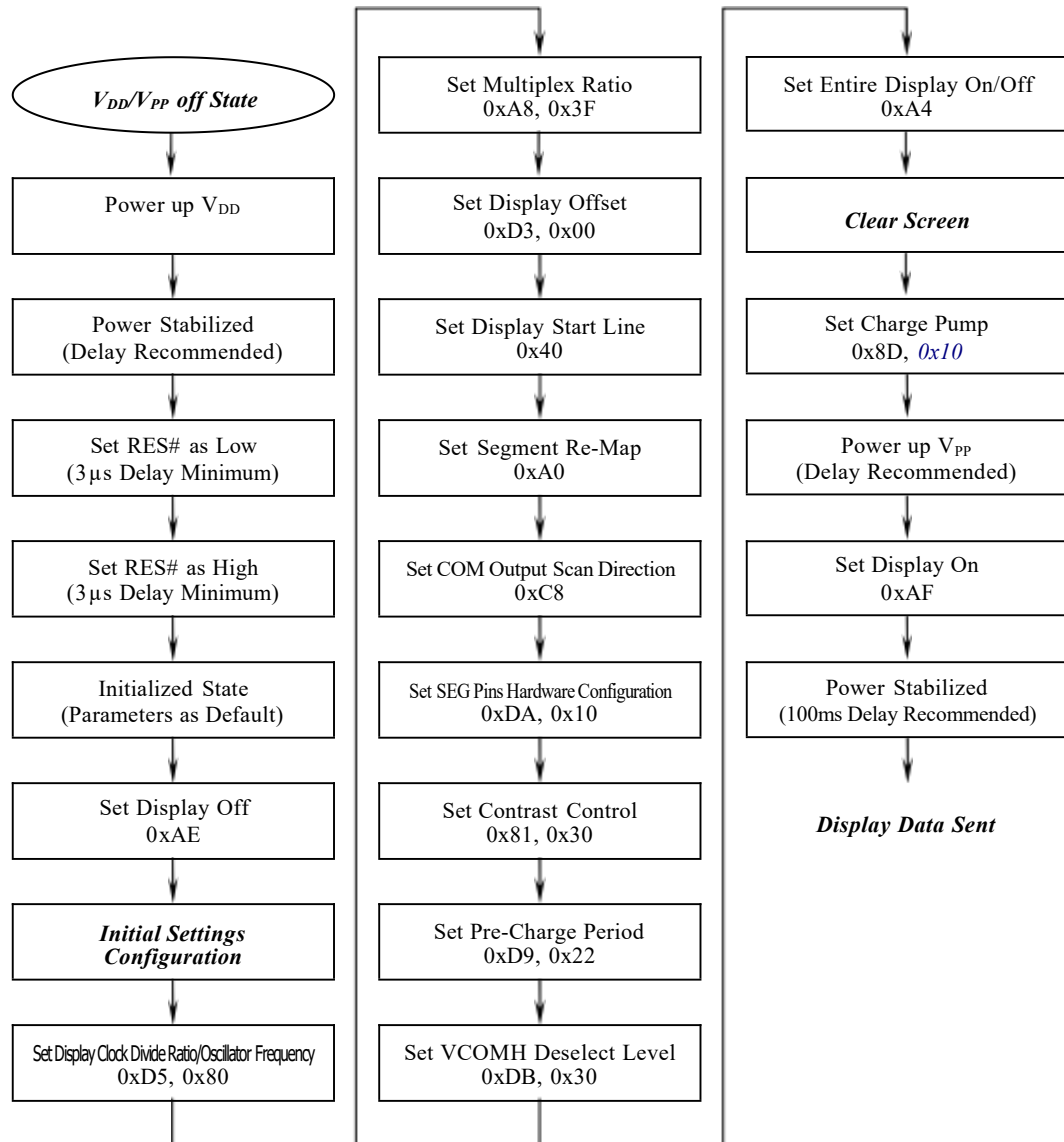 V_DD/V_PP off State
Power up V_DD
Power Stabilized
(Delay Recommended)
Set RES# as Low
(3µs Delay Minimum)
Set RES# as High
(3µs Delay Minimum)
Initialized State
(Parameters as Default)
Set Display Off
0xAE
Initial Settings
Configuration
Set Display Clock Divide Ratio/Oscillator Frequency
0xD5, 0x80
Set Multiplex Ratio
0xA8, 0x3F
Set Display Offset
0xD3, 0x00
Set Display Start Line
0x40
Set Segment Re-Map
0xA0
Set COM Output Scan Direction
0xC8
Set SEG Pins Hardware Configuration
0xDA, 0x10
Set Contrast Control
0x81, 0x30
Set Pre-Charge Period
0xD9, 0x22
Set VCOMH Deselect Level
0xDB, 0x30
Set Entire Display On/Off
0xA4
Clear Screen
Set Charge Pump
0x8D, 0x10
Power up V_PP
(Delay Recommended)
Set Display On
0xAF
Power Stabilized
(100ms Delay Recommended)
Display Data Sent